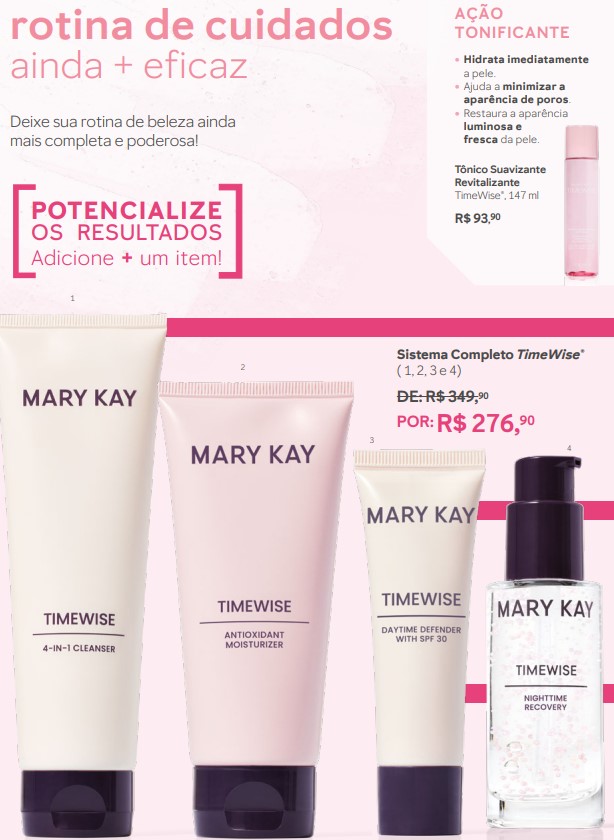 rotina de cuidados
ainda + eficaz
Deixe sua rotina de beleza ainda
mais completa e poderosa!
POTENCIALIZE
OS RESULTADOS
Adicione + um item!
AÇÃO
TONIFICANTE
• Hidrata imediatamente
a pele.
• Ajuda a minimizar a
aparência de poros.
• Restaura a aparência
luminosa e
fresca da pele.
Tônico Suavizante
Revitalizante
TimeWise®, 147 ml
R$ 93,90
Sistema Completo TimeWise®
( 1, 2, 3 e 4)
DE: R$ 349,90
POR: R$ 276,90
1
MARY KAY
TIMEWISE
4-IN-1 CLEANSER
2
MARY KAY
TIMEWISE
ANTIOXIDANT
MOISTURIZER
3
MARY KAY
TIMEWISE
DAYTIME DEFENDER
WITH SPF 30
4
MARY KAY
TIMEWISE
NIGHTTIME
RECOVERY